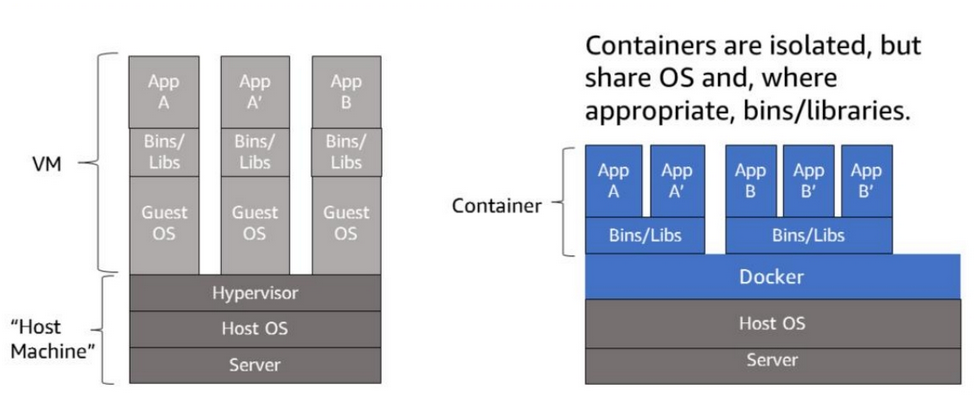 Containers are isolated, but
share OS and, where
appropriate, bins/libraries.
App
A
App
A'
App
B
Bins/
Libs
Bins/
Libs
Bins/
Libs
Guest
OS
Guest
OS
Guest
OS
VM
Hypervisor
Host OS
Server
“Host
Machine”
Container
App
A
App
A'
App
B
App
B'
App
B'
Bins/Libs
Bins/Libs
Docker
Host OS
Server